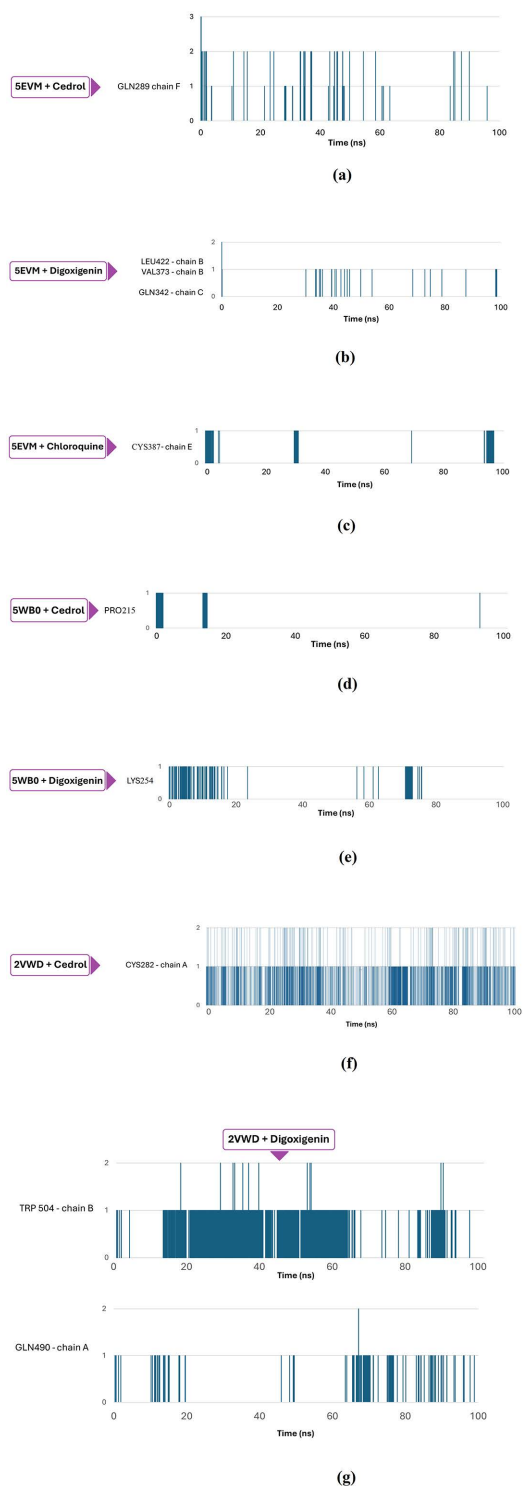 3
2
5EVM + Cedrol
GLN289 chain F
1
0
0 20 40 60 80 100
Time (ns)
(a)
2
LEU422 - chain B
5EVM + Digoxigenin
VAL373 - chain B
1
GLN342 - chain C
0
0 20 40 60 80 100
Time (ns)
(b)
1
5EVM + Chloroquine
CYS387- chain E
0
0 20 40 60 80 100
Time (ns)
(c)
1
5WB0 + Cedrol
PRO215
0
0 20 40 60 80 100
Time (ns)
(d)
1
5WB0 + Digoxigenin
LYS254
0
0 20 40 60 80 100
Time (ns)
(e)
2
2VWD + Cedrol
CYS282 - chain A
1
0
0 20 40 60 80 100
Time (ns)
(f)
2VWD + Digoxigenin
2
TRP 504 - chain B
1
0
0 20 40 60 80 100
Time (ns)
2
GLN490 - chain A
1
0
0 20 40 60 80 100
Time (ns)
(g)